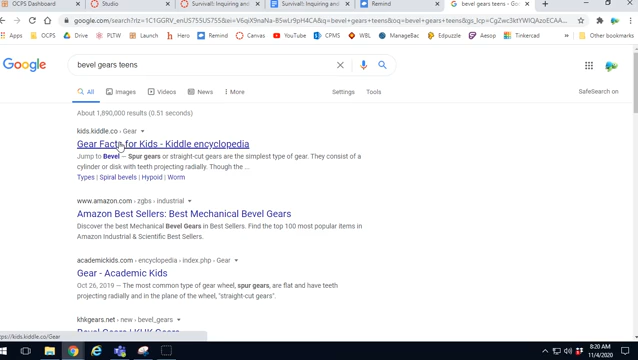 OCPS Dashboard Studio Survival!: Inquiring an Survival!: Inquiring an Remind bevel gears teens - Goo
google.com/search?rlz=1C1GGRV_enUS755US755&
Apps Drive PLTW Launch Hero Remind Canvas YouTube CPMS WBL ManageBac Edpuzzle Aesop Tinkercad Other bookmarks
Google bevel gears teens
All Images Videos News More Settings Tools SafeSearch on
About 1,890,000 results (0.51 seconds)
kids.kiddle.co › Gear
Gear Facts for Kids - Kiddle encyclopedia
Jump to Bevel — Spur gears or straight-cut gears are the simplest type of gear. They consist of a
cylinder or disk with teeth projecting radially. Though the ...
Types | Spiral bevels | Hypoid | Worm
www.amazon.com › zgbs › industrial
Amazon Best Sellers: Best Mechanical Bevel Gears
Discover the best Mechanical Bevel Gears in Best Sellers. Find the top 100 most popular items in
Amazon Industrial & Scientific Best Sellers.
academickids.com › encyclopedia › index.php › Gear
Gear - Academic Kids
Oct 26, 2019 — The most common type of gear wheel, spur gears, are flat and have teeth
projecting radially and in the plane of the wheel, "straight-cut gears".
khkgears.net › new › bevel_gears
Bevel Gears | KHK Gears
ps://kids.kiddle.co/Gear
8:20 AM
11/4/2020